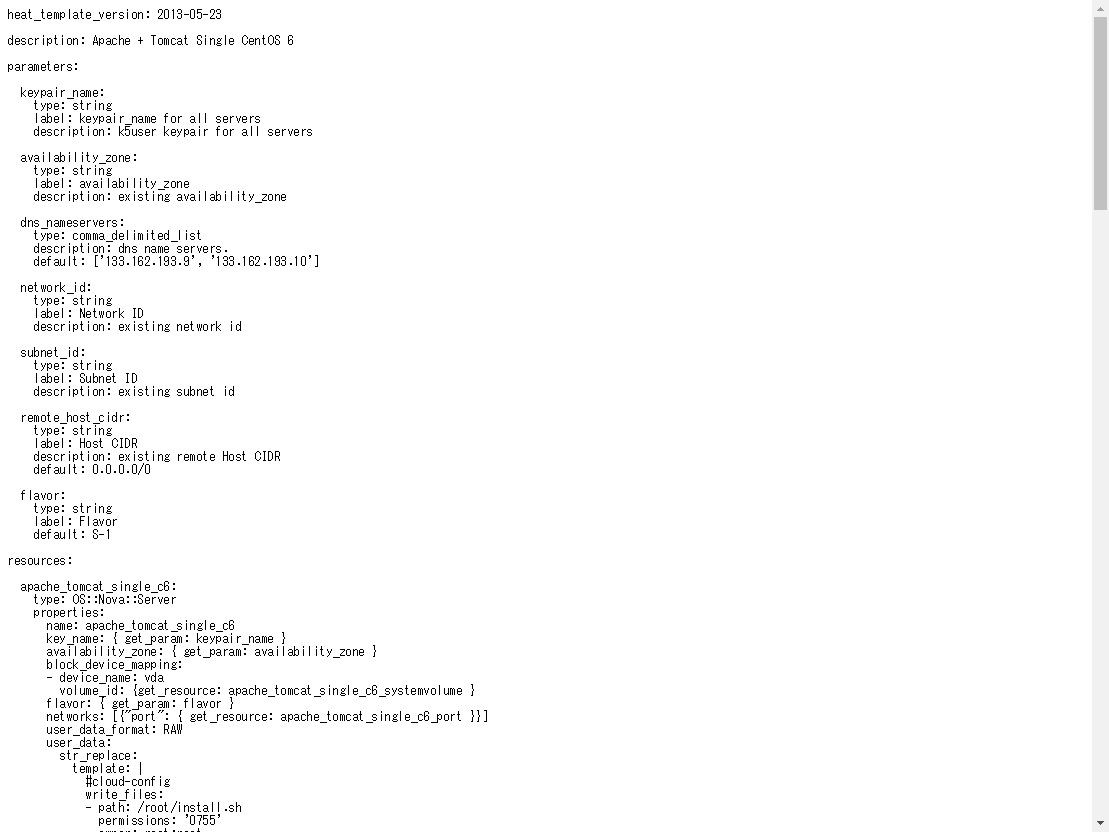 heat_template_version: 2013-05-23

description: Apache + Tomcat Single CentOS 6

parameters:

  keypair_name:
    type: string
    label: keypair_name for all servers
    description: k5user keypair for all servers

  availability_zone:
    type: string
    label: availability_zone
    description: existing availability_zone

  dns_nameservers:
    type: comma_delimited_list
    description: dns name servers.
    default: ['133.162.193.9', '133.162.193.10']

  network_id:
    type: string
    label: Network ID
    description: existing network id

  subnet_id:
    type: string
    label: Subnet ID
    description: existing subnet id

  remote_host_cidr:
    type: string
    label: Host CIDR
    description: existing remote Host CIDR
    default: 0.0.0.0/0

  flavor:
    type: string
    label: Flavor
    default: S-1

resources:

  apache_tomcat_single_c6:
    type: OS::Nova::Server
    properties:
      name: apache_tomcat_single_c6
      key_name: { get_param: keypair_name }
      availability_zone: { get_param: availability_zone }
      block_device_mapping:
      - device_name: vda
        volume_id: {get_resource: apache_tomcat_single_c6_systemvolume }
      flavor: { get_param: flavor }
      networks: [{"port": { get_resource: apache_tomcat_single_c6_port }}]
      user_data_format: RAW
      user_data:
        str_replace:
          template: |
            #cloud-config
            write_files:
            - path: /root/install.sh
              permissions: '0755'